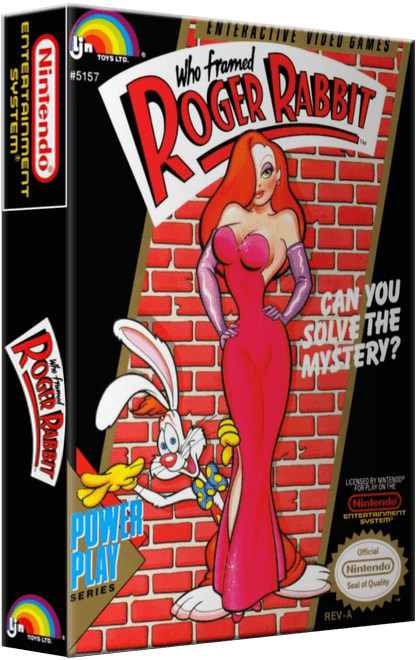 Nintendo®
ENTERTAINMENT
SYSTEM®
Who Framed
ROGER RABBIT
Ljn
TOYS LTD.
Ljn
TOYS LTD. ®
#5157
ENTERACTIVE VIDEO GAMES
Who Framed
ROGER RABBIT
TM
CAN YOU
SOLVE THE
MYSTERY?
POWER
PLAY
SERIES
LICENSED BY NINTENDO®
FOR PLAY ON THE
Nintendo
ENTERTAINMENT
SYSTEM®
Official
Nintendo
Seal of Quality
REV-A